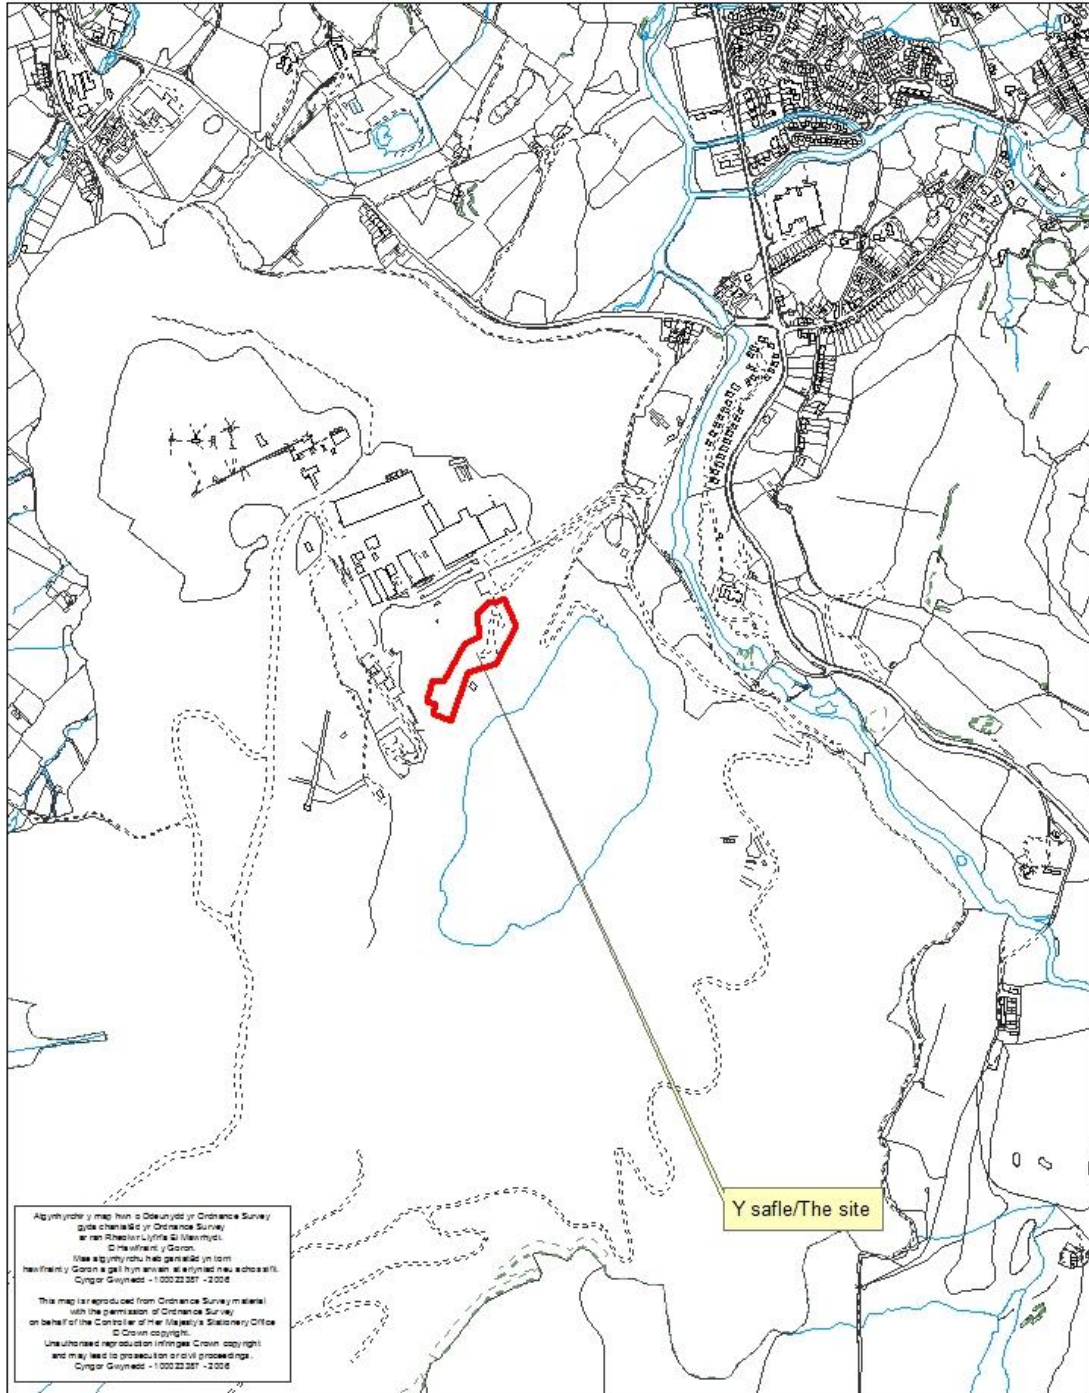 Y safle/The site
Atgynhyrchir y map hwn o Ddeunydd yr Ordnance Survey
gyda chaniatâd yr Ordnance Survey
ar ran Rheolwr Llyfrfa Ei Mawrhydi.
© Hawlfraint y Goron.
Mae atgynhyrchu heb ganiatâd yn torri
hawlfraint y Goron a gall hyn arwain at erlyniad neu achos sifil.
Cyngor Gwynedd - 100023387 - 2006
This map is reproduced from Ordnance Survey material
with the permission of Ordnance Survey
on behalf of the Controller of Her Majesty's Stationery Office
© Crown copyright.
Unauthorised reproduction infringes Crown copyright
and may lead to prosecution or civil proceedings.
Cyngor Gwynedd - 100023387 - 2006